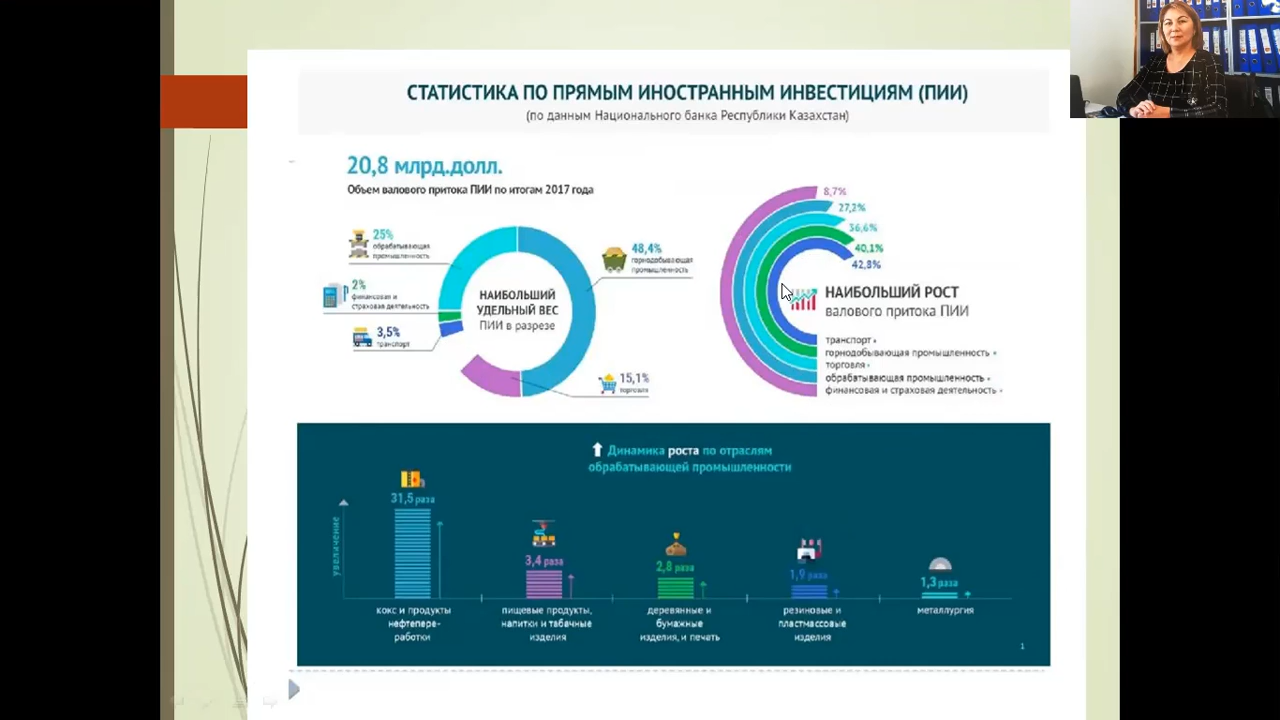 СТАТИСТИКА ПО ПРЯМЫМ ИНОСТРАННЫМ ИНВЕСТИЦИЯМ (ПИИ)
(по данным Национального банка Республики Казахстан)
20,8 млрд.долл.
Объем валового притока ПИИ по итогам 2017 года
25%
обрабатывающая
промышленность
2%
финансовая и
страховая деятельность
3,5%
транспорт
НАИБОЛЬШИЙ
УДЕЛЬНЫЙ ВЕС
ПИИ в разрезе
48,4%
горнодобывающая
промышленность
15,1%
торговля
8,7%
27,2%
36,6%
40,1%
42,8%
НАИБОЛЬШИЙ РОСТ
валового притока ПИИ
транспорт
горнодобывающая промышленность
торговля
обрабатывающая промышленность
финансовая и страховая деятельность
Динамика роста по отраслям
обрабатывающей промышленности
увеличение
31,5 раза
3,4 раза
2,8 раза
1,9 раза
1,3 раза
кокс и продукты
нефтепере-
работки
пищевые продукты,
напитки и табачные
изделия
деревянные и
бумажные
изделия, и печать
резиновые и
пластмассовые
изделия
металлургия
1